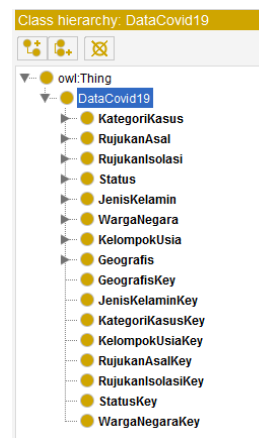 Class hierarchy: DataCovid19
owl:Thing
DataCovid19
KategoriKasus
RujukanAsal
RujukanIsolasi
Status
JenisKelamin
WargaNegara
KelompokUsia
Geografis
GeografisKey
JenisKelaminKey
KategoriKasusKey
KelompokUsiaKey
RujukanAsalKey
RujukanIsolasiKey
StatusKey
WargaNegaraKey